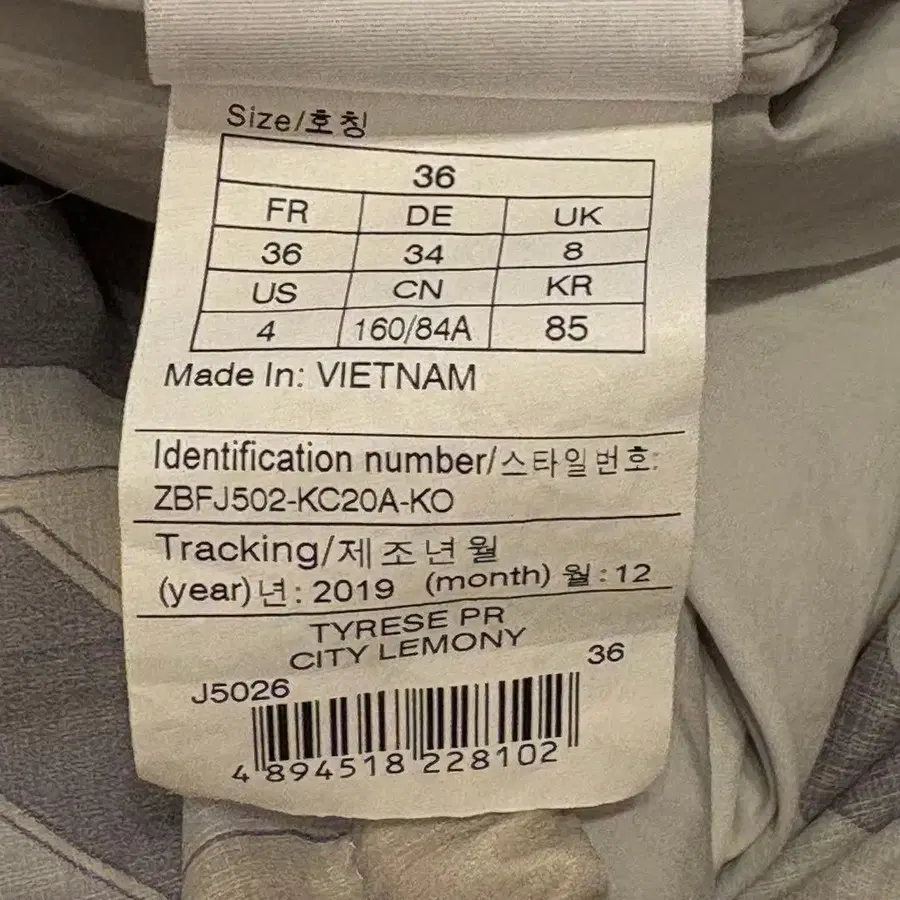 Size/호칭
36
FR DE UK
36 34 8
US CN KR
4 160/84A 85
Made In: VIETNAM
Identification number/스타일번호:
ZBFJ502-KC20A-KO
Tracking/제조년월
(year)년: 2019 (month) 월:12
TYRESE PR
CITY LEMONY
J5026 36
4 894518 228102